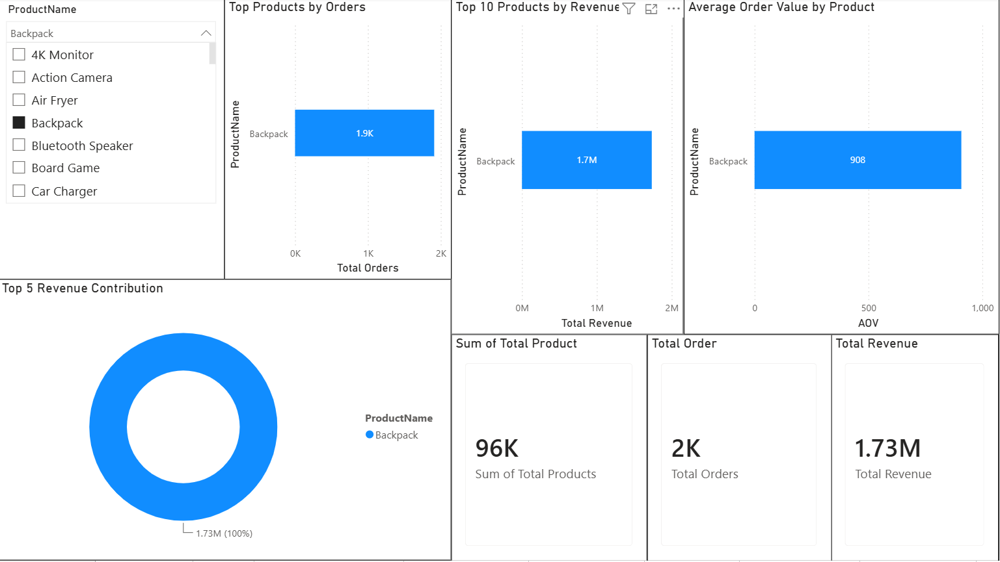 ProductName
Backpack
4K Monitor
Action Camera
Air Fryer
Backpack
Bluetooth Speaker
Board Game
Car Charger
Top Products by Orders
ProductName
Backpack
1.9K
0K 1K 2K
Total Orders
Top 10 Products by Revenue
ProductName
Backpack
1.7M
0M 1M 2M
Total Revenue
Average Order Value by Product
ProductName
Backpack
908
0 500 1,000
AOV
Top 5 Revenue Contribution
ProductName
Backpack
1.73M (100%)
Sum of Total Product
96K
Sum of Total Products
Total Order
2K
Total Orders
Total Revenue
1.73M
Total Revenue